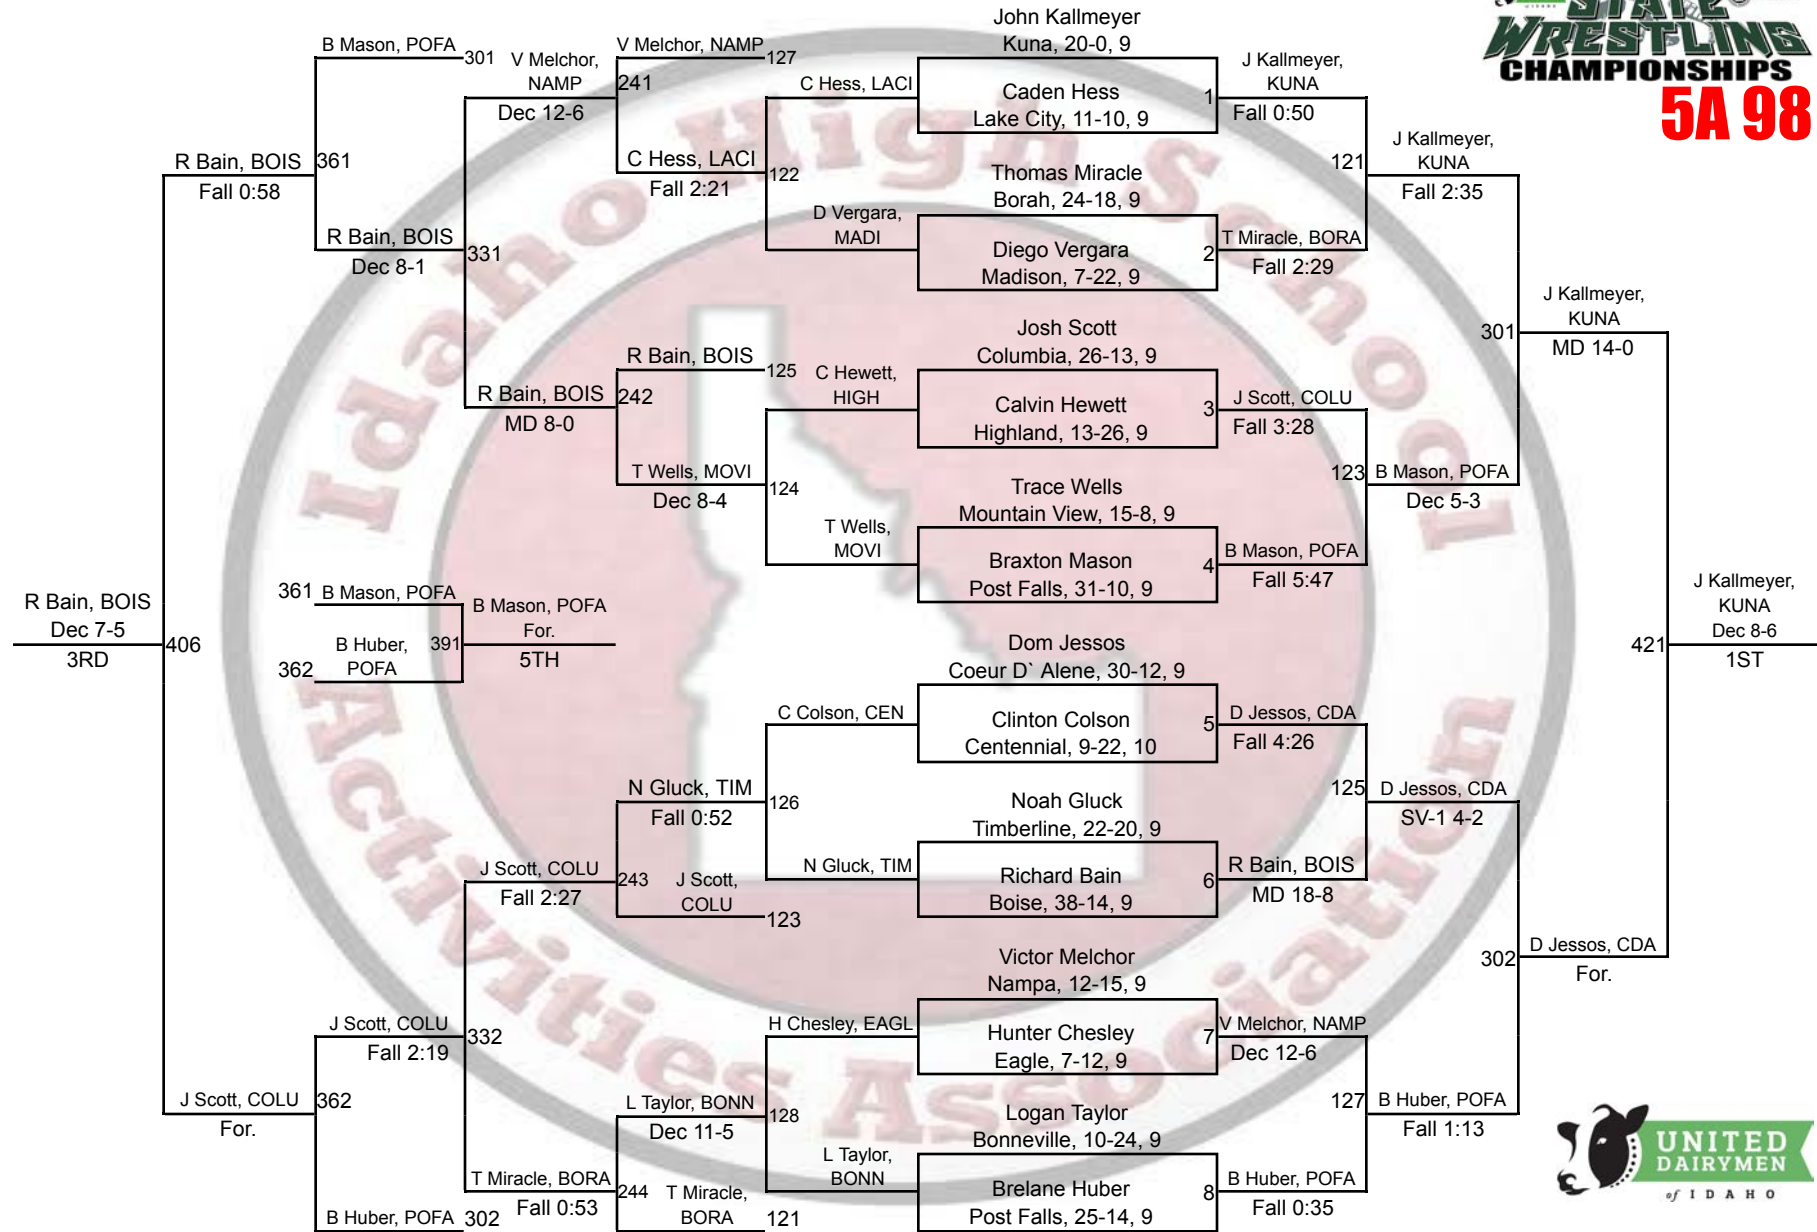 STATE
WRESTLING
CHAMPIONSHIPS
5A 98
Idaho High School
Activities Association
John Kallmeyer
Kuna, 20-0, 9
Caden Hess
Lake City, 11-10, 9
1
Thomas Miracle
Borah, 24-18, 9
Diego Vergara
Madison, 7-22, 9
2
Josh Scott
Columbia, 26-13, 9
Calvin Hewett
Highland, 13-26, 9
3
Trace Wells
Mountain View, 15-8, 9
Braxton Mason
Post Falls, 31-10, 9
4
Dom Jessos
Coeur D` Alene, 30-12, 9
Clinton Colson
Centennial, 9-22, 10
5
Noah Gluck
Timberline, 22-20, 9
Richard Bain
Boise, 38-14, 9
6
Victor Melchor
Nampa, 12-15, 9
Hunter Chesley
Eagle, 7-12, 9
7
Logan Taylor
Bonneville, 10-24, 9
Brelane Huber
Post Falls, 25-14, 9
8
J Kallmeyer,
KUNA
Fall 0:50
T Miracle, BORA
Fall 2:29
J Scott, COLU
Fall 3:28
B Mason, POFA
Fall 5:47
D Jessos, CDA
Fall 4:26
R Bain, BOIS
MD 18-8
V Melchor, NAMP
Dec 12-6
B Huber, POFA
Fall 0:35
121
J Kallmeyer,
KUNA
Fall 2:35
123
B Mason, POFA
Dec 5-3
125
D Jessos, CDA
SV-1 4-2
127
B Huber, POFA
Fall 1:13
301
J Kallmeyer,
KUNA
MD 14-0
302
D Jessos, CDA
For.
421
J Kallmeyer,
KUNA
Dec 8-6
1ST
C Hess, LACI
D Vergara,
MADI
C Hewett,
HIGH
T Wells,
MOVI
C Colson, CEN
N Gluck, TIM
H Chesley, EAGL
L Taylor,
BONN
V Melchor, NAMP
127
C Hess, LACI
122
Fall 2:21
R Bain, BOIS
125
T Wells, MOVI
124
Dec 8-4
N Gluck, TIM
126
Fall 0:52
J Scott,
COLU
123
L Taylor, BONN
128
Dec 11-5
T Miracle,
BORA
121
V Melchor,
NAMP
241
Dec 12-6
R Bain, BOIS
242
MD 8-0
J Scott, COLU
243
Fall 2:27
T Miracle, BORA
244
Fall 0:53
B Mason, POFA
301
R Bain, BOIS
331
Dec 8-1
J Scott, COLU
332
Fall 2:19
B Huber, POFA
302
R Bain, BOIS
361
Fall 0:58
J Scott, COLU
362
For.
361
B Mason, POFA
B Huber,
POFA
362
391
B Mason, POFA
For.
5TH
R Bain, BOIS
Dec 7-5
3RD
406
UNITED
DAIRYMEN
of IDAHO